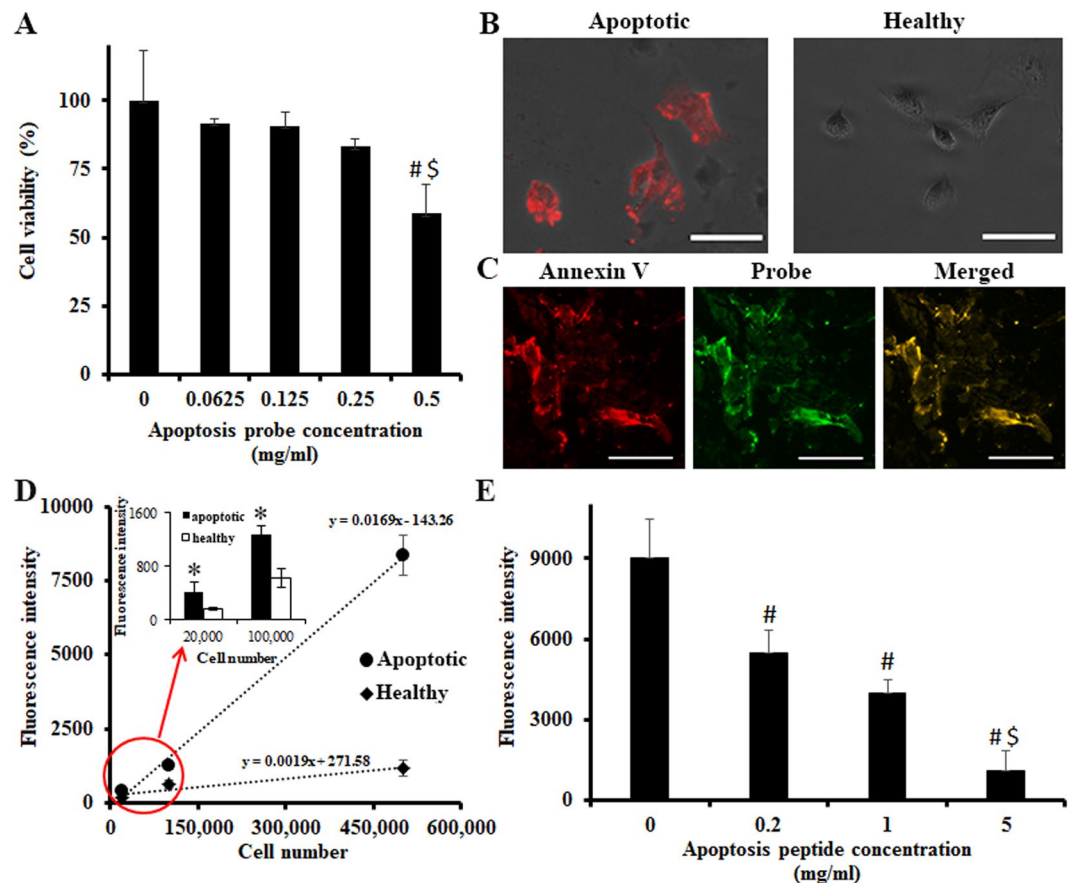 A
Cell viability (%)
100
75
50
25
0
# $
0 0.0625 0.125 0.25 0.5
Apoptosis probe concentration
(mg/ml)
B
Apoptotic Healthy
C
Annexin V Probe Merged
D
Fluorescence intensity
10000
7500
5000
2500
0
Fluorescence intensity
1600
800
0
apoptotic
healthy
*
*
20,000 100,000
Cell number
y = 0.0169x - 143.26
Apoptotic
Healthy
y = 0.0019x + 271.58
0 150,000 300,000 450,000 600,000
Cell number
E
Fluorescence intensity
9000
6000
3000
0
#
#
# $
0 0.2 1 5
Apoptosis peptide concentration
(mg/ml)